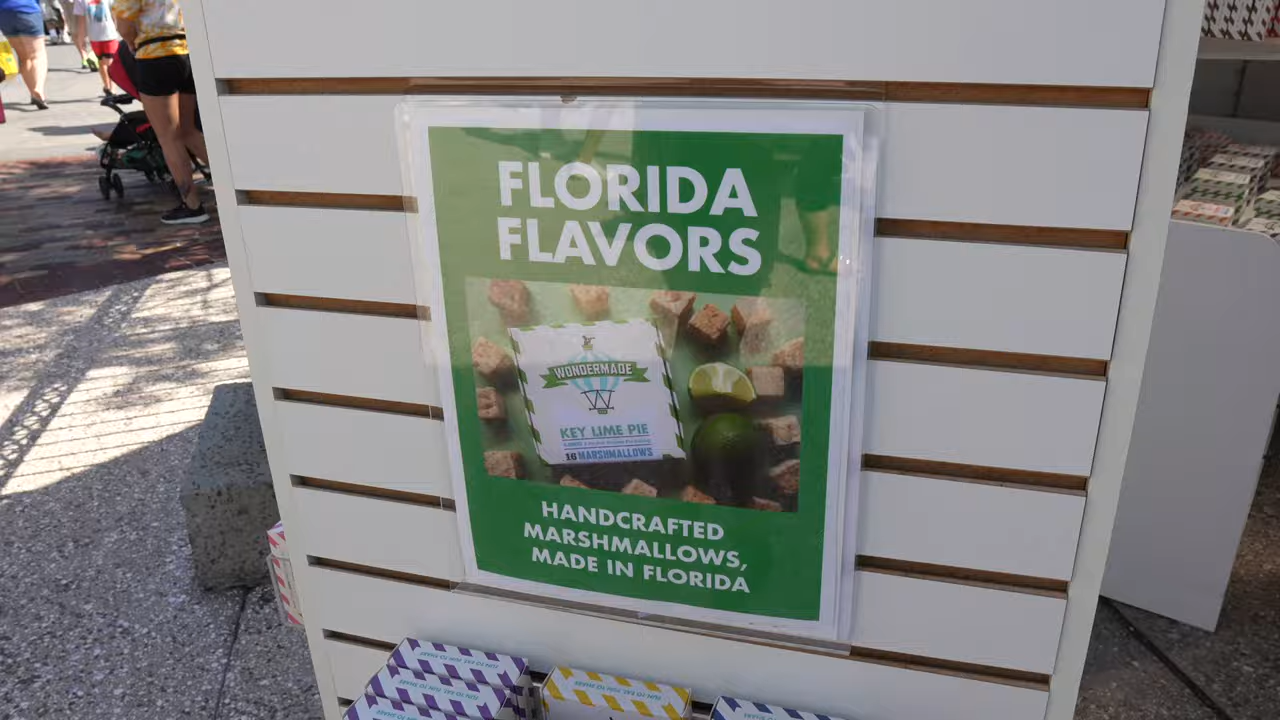 FLORIDA
FLAVORS
WONDERMADE
KEY LIME PIE
16 MARSHMALLOWS
HANDCRAFTED
MARSHMALLOWS,
MADE IN FLORIDA